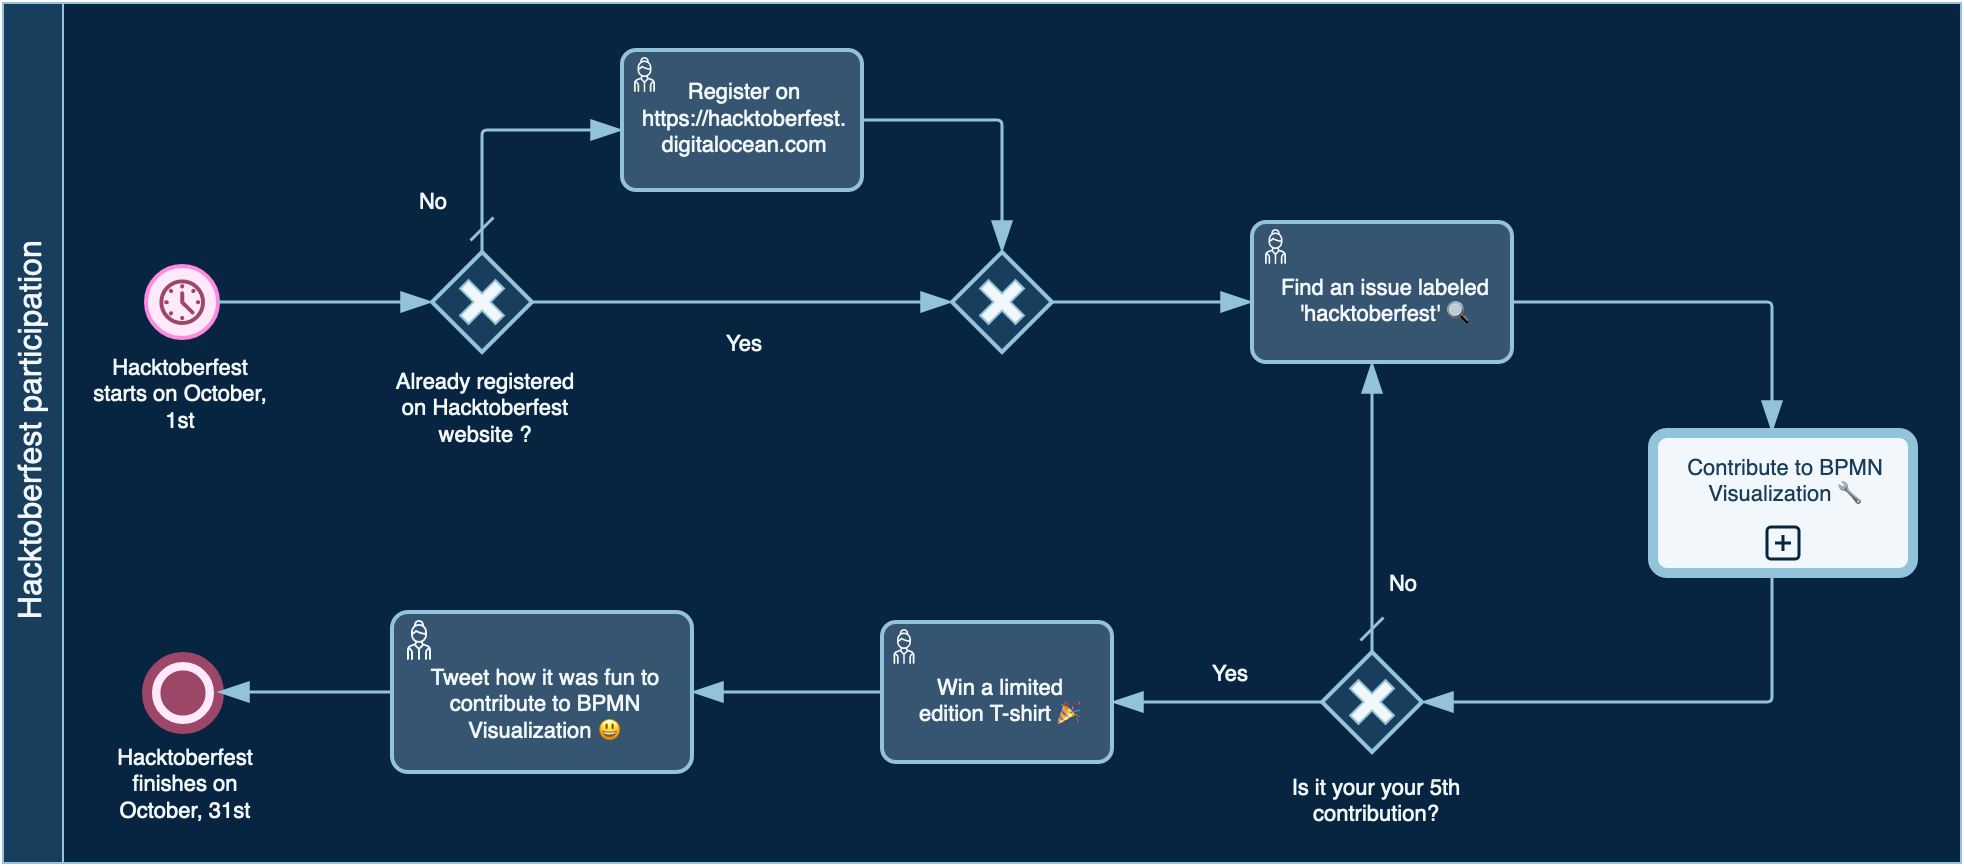 Hacktoberfest participation
Register on
https://hacktoberfest.
digitalocean.com
No
Hacktoberfest
starts on October,
1st
Already registered
on Hacktoberfest
website ?
Yes
Find an issue labeled
'hacktoberfest' 🔍
Contribute to BPMN
Visualization 🔧
No
Yes
Is it your your 5th
contribution?
Win a limited
edition T-shirt 🎉
Tweet how it was fun to
contribute to BPMN
Visualization 😃
Hacktoberfest
finishes on
October, 31st